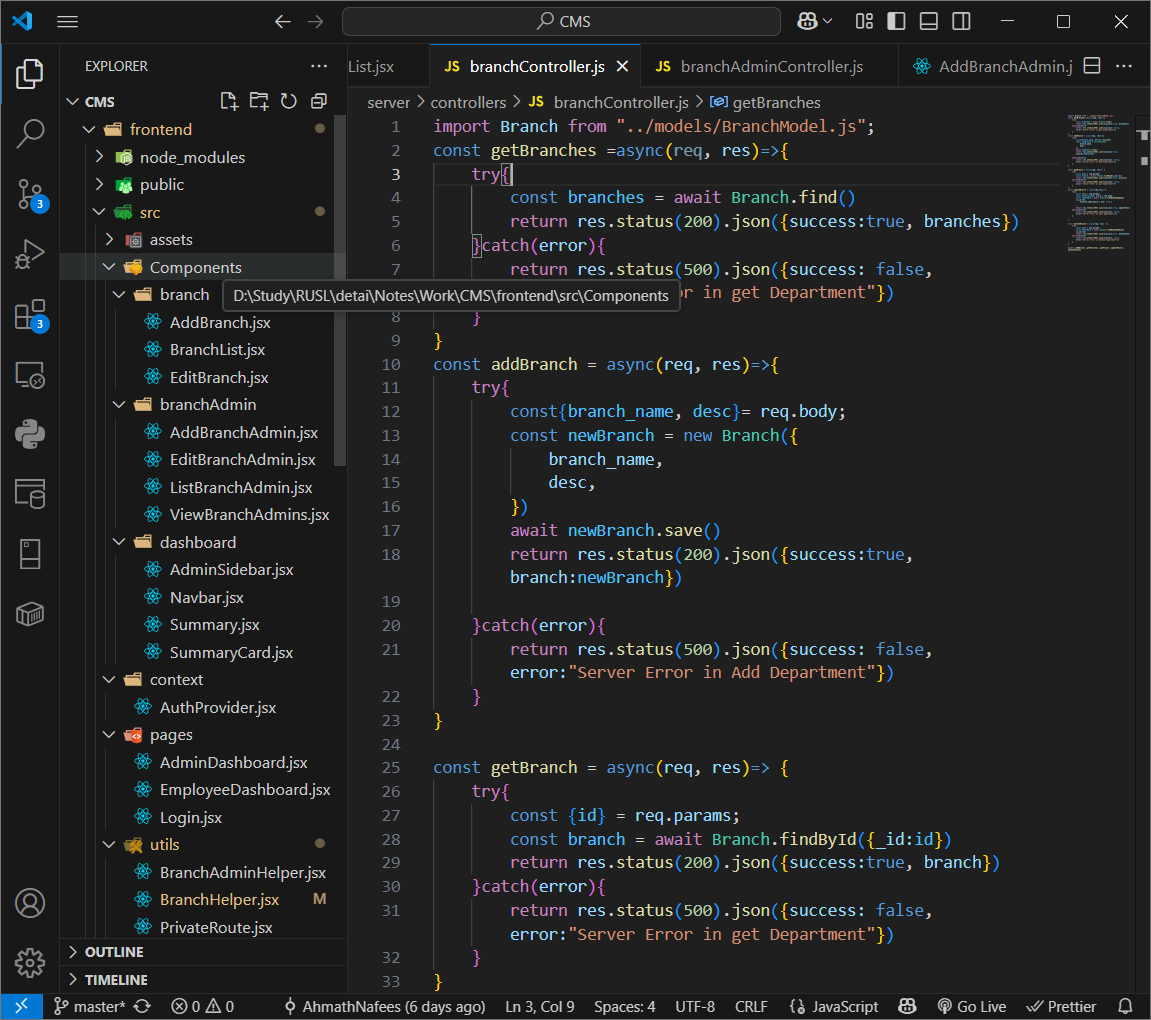 CMS
EXPLORER
CMS
frontend
node_modules
public
src
assets
Components
branch
AddBranch.jsx
BranchList.jsx
EditBranch.jsx
branchAdmin
AddBranchAdmin.jsx
EditBranchAdmin.jsx
ListBranchAdmin.jsx
ViewBranchAdmins.jsx
dashboard
AdminSidebar.jsx
Navbar.jsx
Summary.jsx
SummaryCard.jsx
context
AuthProvider.jsx
pages
AdminDashboard.jsx
EmployeeDashboard.jsx
Login.jsx
utils
BranchAdminHelper.jsx
BranchHelper.jsx M
PrivateRoute.jsx
OUTLINE
TIMELINE
3
3
List.jsx JS branchController.js JS branchAdminController.js AddBranchAdmin.j
server > controllers > JS branchController.js > getBranches
1 import Branch from "../models/BranchModel.js";
2 const getBranches =async(req, res)=>{
3 try{
4 const branches = await Branch.find()
5 return res.status(200).json({success:true, branches})
6 }catch(error){
7 return res.status(500).json({success: false,
D:\Study\RUSL\detai\Notes\Work\CMS\frontend\src\Components
in get Department"})
8 }
9 }
10 const addBranch = async(req, res)=>{
11 try{
12 const{branch_name, desc}= req.body;
13 const newBranch = new Branch({
14 branch_name,
15 desc,
16 })
17 await newBranch.save()
18 return res.status(200).json({success:true,
branch:newBranch})
19
20 }catch(error){
21 return res.status(500).json({success: false,
error:"Server Error in Add Department"})
22 }
23 }
24
25 const getBranch = async(req, res)=> {
26 try{
27 const {id} = req.params;
28 const branch = await Branch.findById({_id:id})
29 return res.status(200).json({success:true, branch})
30 }catch(error){
31 return res.status(500).json({success: false,
error:"Server Error in get Department"})
32 }
33 }
master* 0 0 AhmathNafees (6 days ago) Ln 3, Col 9 Spaces: 4 UTF-8 CRLF {} JavaScript Go Live Prettier